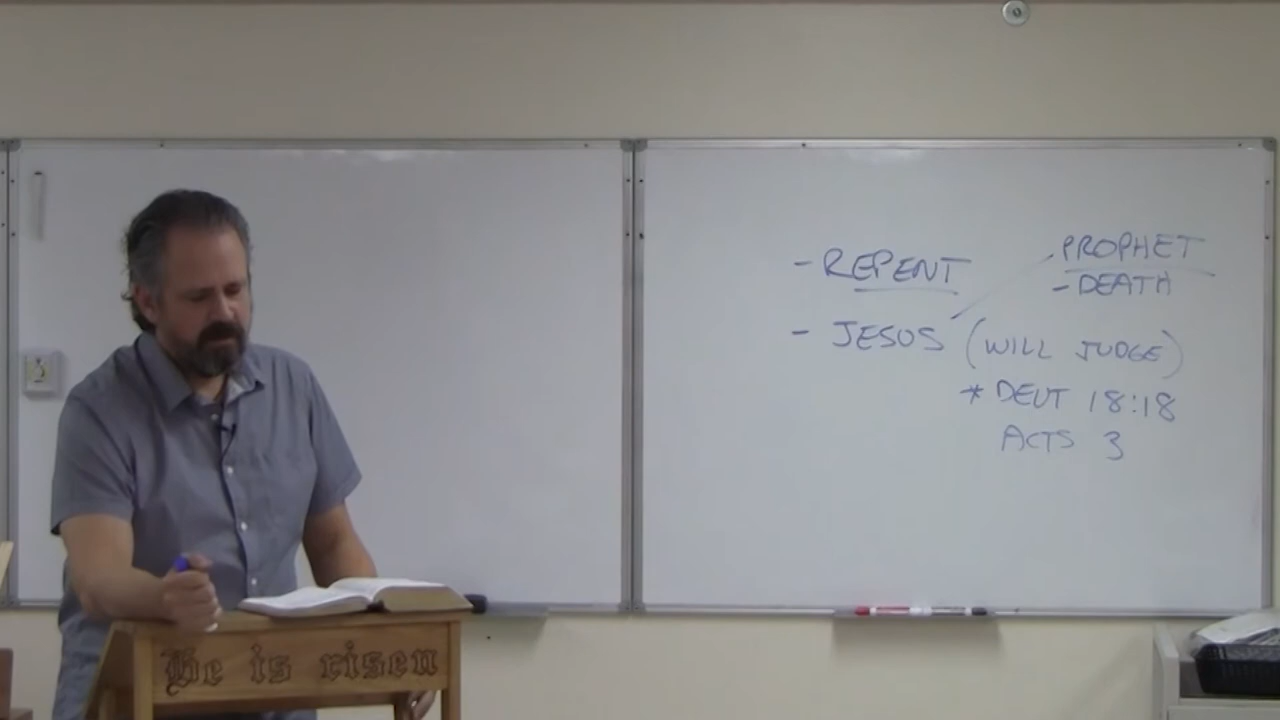 - REPENT
PROPHET
- DEATH
- JESUS (WILL JUDGE)
* DEUT 18:18
ACTS 3
He is risen